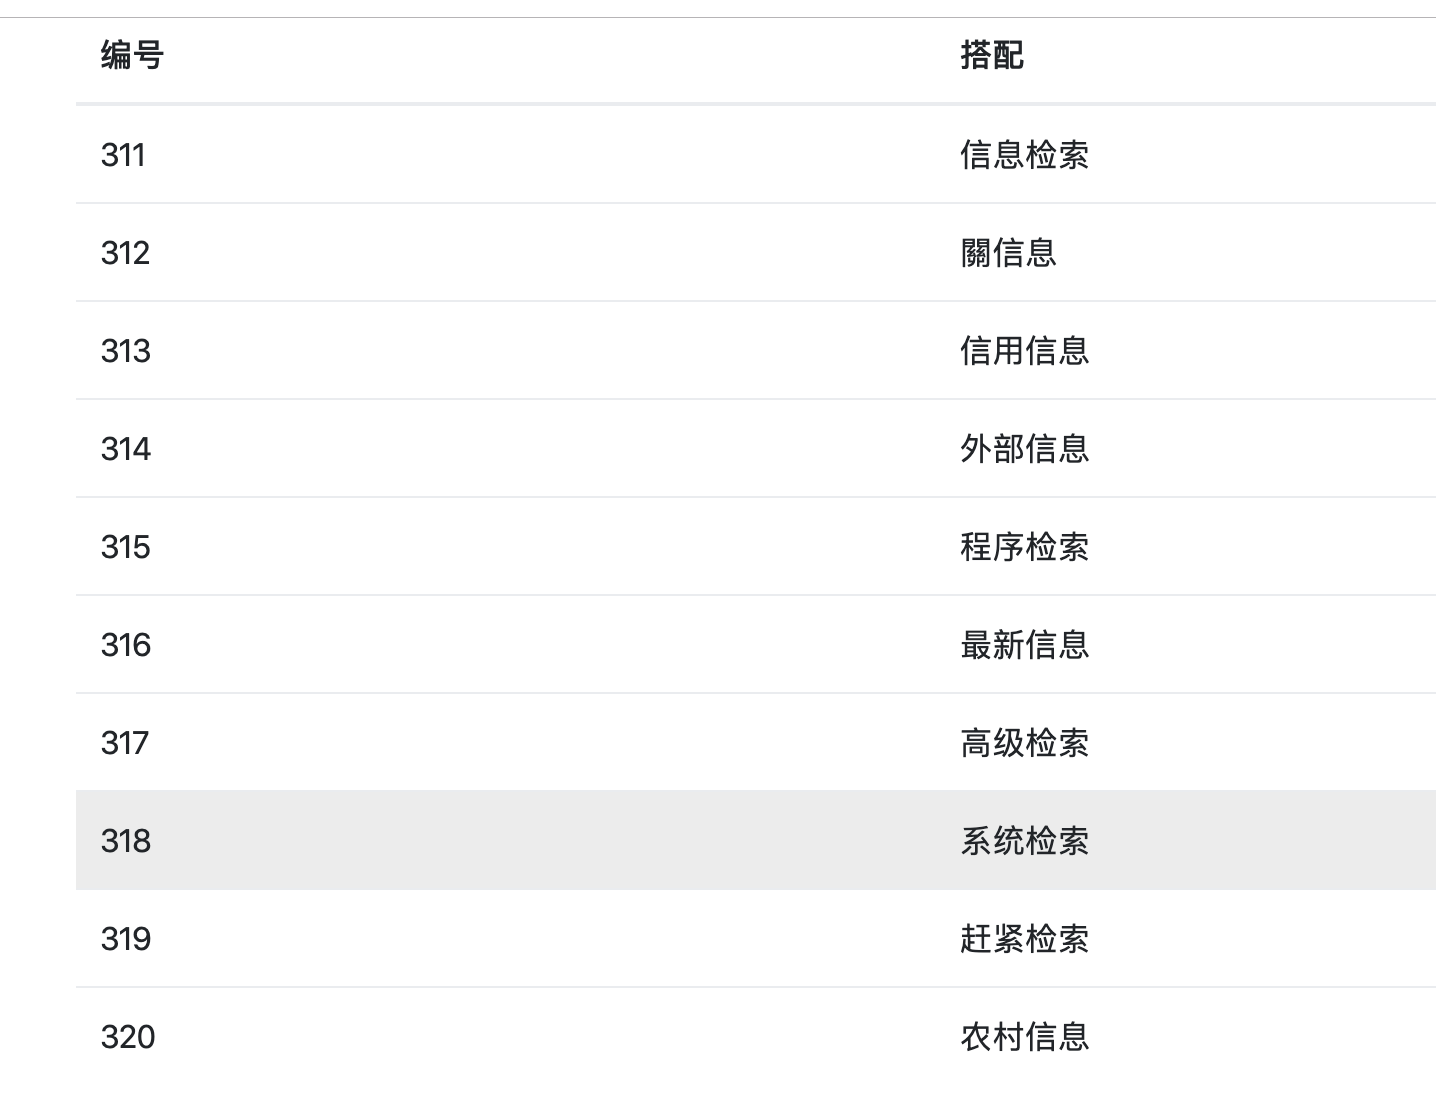 编号 搭配
311 信息检索
312 關信息
313 信用信息
314 外部信息
315 程序检索
316 最新信息
317 高级检索
318 系统检索
319 赶紧检索
320 农村信息